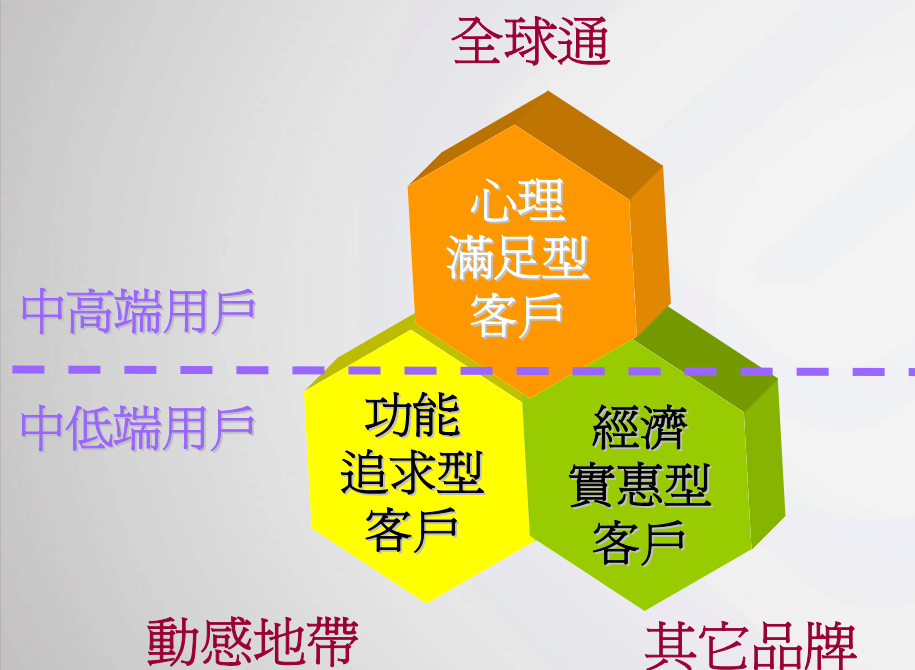 全球通
心理
滿足型
客戶
中高端用戶
中低端用戶
功能
追求型
客戶
經濟
實惠型
客戶
動感地帶
其它品牌